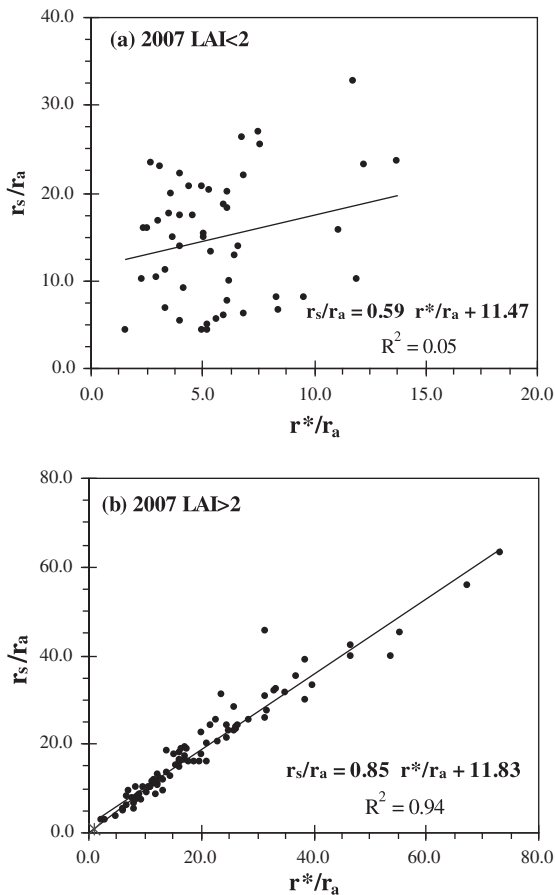 40.0
(a) 2007 LAI<2
30.0
rs/ra
20.0
10.0
rs/ra = 0.59 r*/ra + 11.47
R2 = 0.05
0.0
0.0 5.0 10.0 15.0 20.0
r*/ra
80.0
(b) 2007 LAI>2
60.0
rs/ra
40.0
20.0
rs/ra = 0.85 r*/ra + 11.83
R2 = 0.94
0.0
0.0 20.0 40.0 60.0 80.0
r*/ra